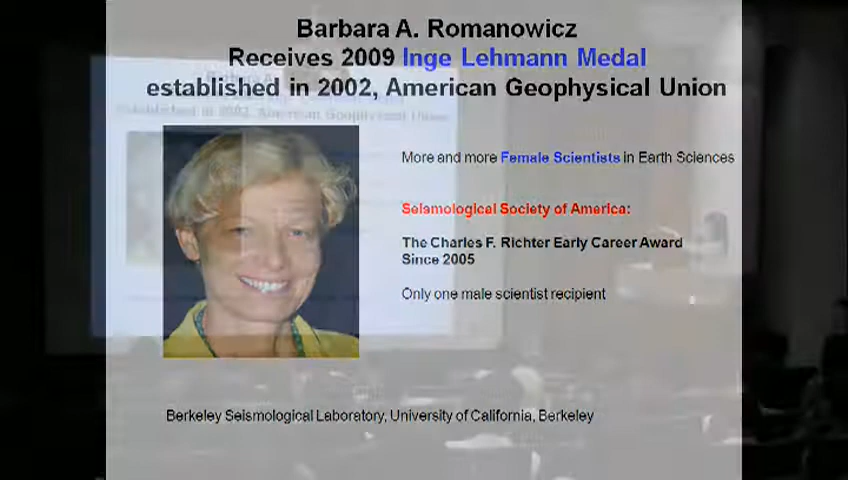 Barbara A. Romanowicz
Receives 2009 Inge Lehmann Medal
established in 2002, American Geophysical Union
More and more Female Scientists in Earth Sciences
Seismological Society of America:
The Charles F. Richter Early Career Award
Since 2005
Only one male scientist recipient
Berkeley Seismological Laboratory, University of California, Berkeley